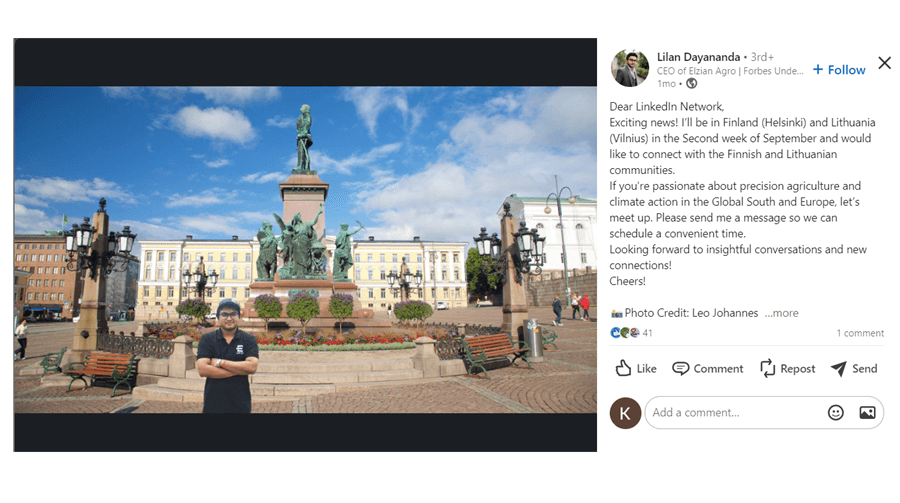 Lilan Dayananda • 3rd+
CEO of Elzian Agro | Forbes Unde...
1mo •
+ Follow
Dear LinkedIn Network,
Exciting news! I'll be in Finland (Helsinki) and Lithuania
(Vilnius) in the Second week of September and would
like to connect with the Finnish and Lithuanian
communities.
If you're passionate about precision agriculture and
climate action in the Global South and Europe, let's
meet up. Please send me a message so we can
schedule a convenient time.
Looking forward to insightful conversations and new
connections!
Cheers!
📸Photo Credit: Leo Johannes ...more
41
1 comment
Like
Comment
Repost
Send
K
Add a comment...